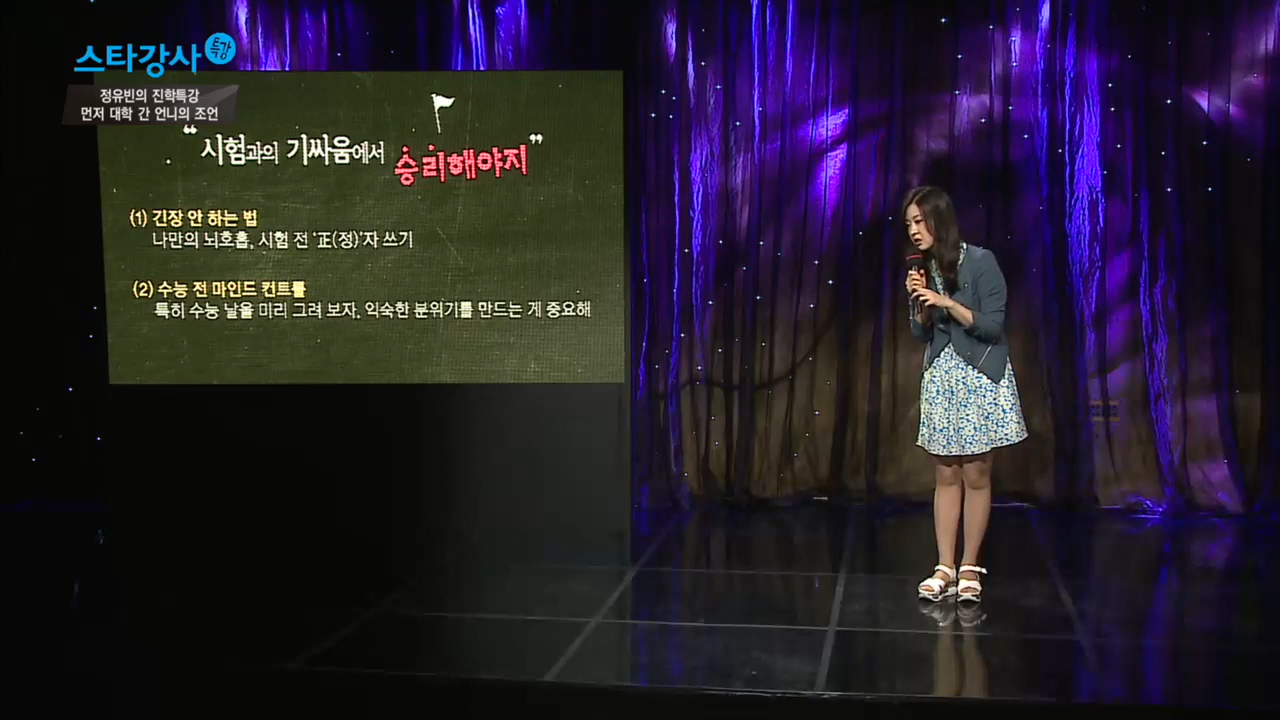 스타강사 특강
정유빈의 진학특강
먼저 대학 간 언니의 조언
“시험과의 기싸움에서 승리해야지”
(1) 긴장 안 하는 법
나만의 뇌호흡, 시험 전 '正(정)'자 쓰기
(2) 수능 전 마인드 컨트롤
특히 수능 날을 미리 그려 보자, 익숙한 분위기를 만드는 게 중요해